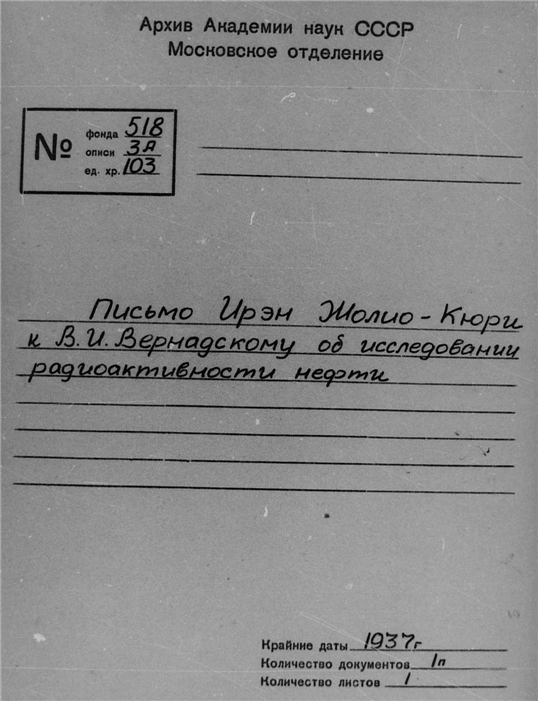 Архив Академии наук СССР
Московское отделение
№
фонда 518
описи 3я
ед. хр. 103
Письмо Ирэн Жолио-Кюри
к В.И. Вернадскому об исследовании
радиоактивности нефти
Крайние даты 1937г
Количество документов 1п
Количество листов 1